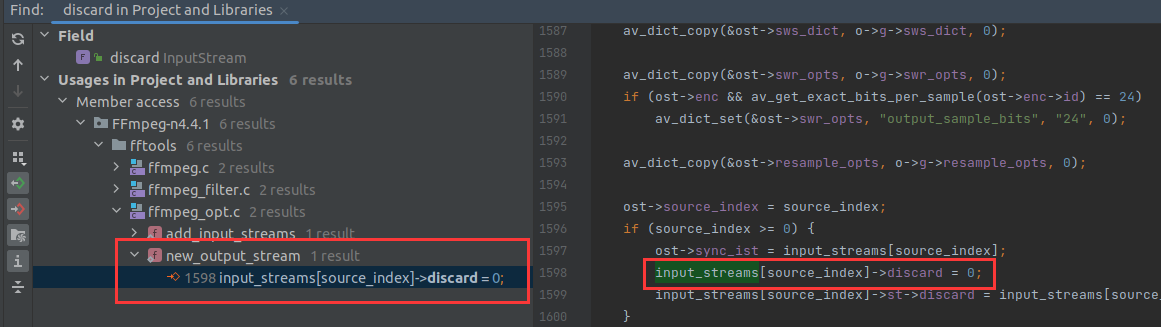 Find: discard in Project and Libraries ×
Field
discard InputStream
Usages in Project and Libraries 6 results
Member access 6 results
FFmpeg-n4.4.1 6 results
fftools 6 results
ffmpeg.c 2 results
ffmpeg_filter.c 2 results
ffmpeg_opt.c 2 results
add_input_streams 1 result
new_output_stream 1 result
1598 input_streams[source_index]->discard = 0;
1587 av_dict_copy(&ost->sws_dict, o->g->sws_dict, 0);
1588
1589 av_dict_copy(&ost->swr_opts, o->g->swr_opts, 0);
1590 if (ost->enc && av_get_exact_bits_per_sample(ost->enc->id) == 24)
1591 av_dict_set(&ost->swr_opts, "output_sample_bits", "24", 0);
1592
1593 av_dict_copy(&ost->resample_opts, o->g->resample_opts, 0);
1594
1595 ost->source_index = source_index;
1596 if (source_index >= 0) {
1597 ost->sync_ist = input_streams[source_index];
1598 input_streams[source_index]->discard = 0;
1599 input_streams[source_index]->st->discard = input_streams[source_
1600 }